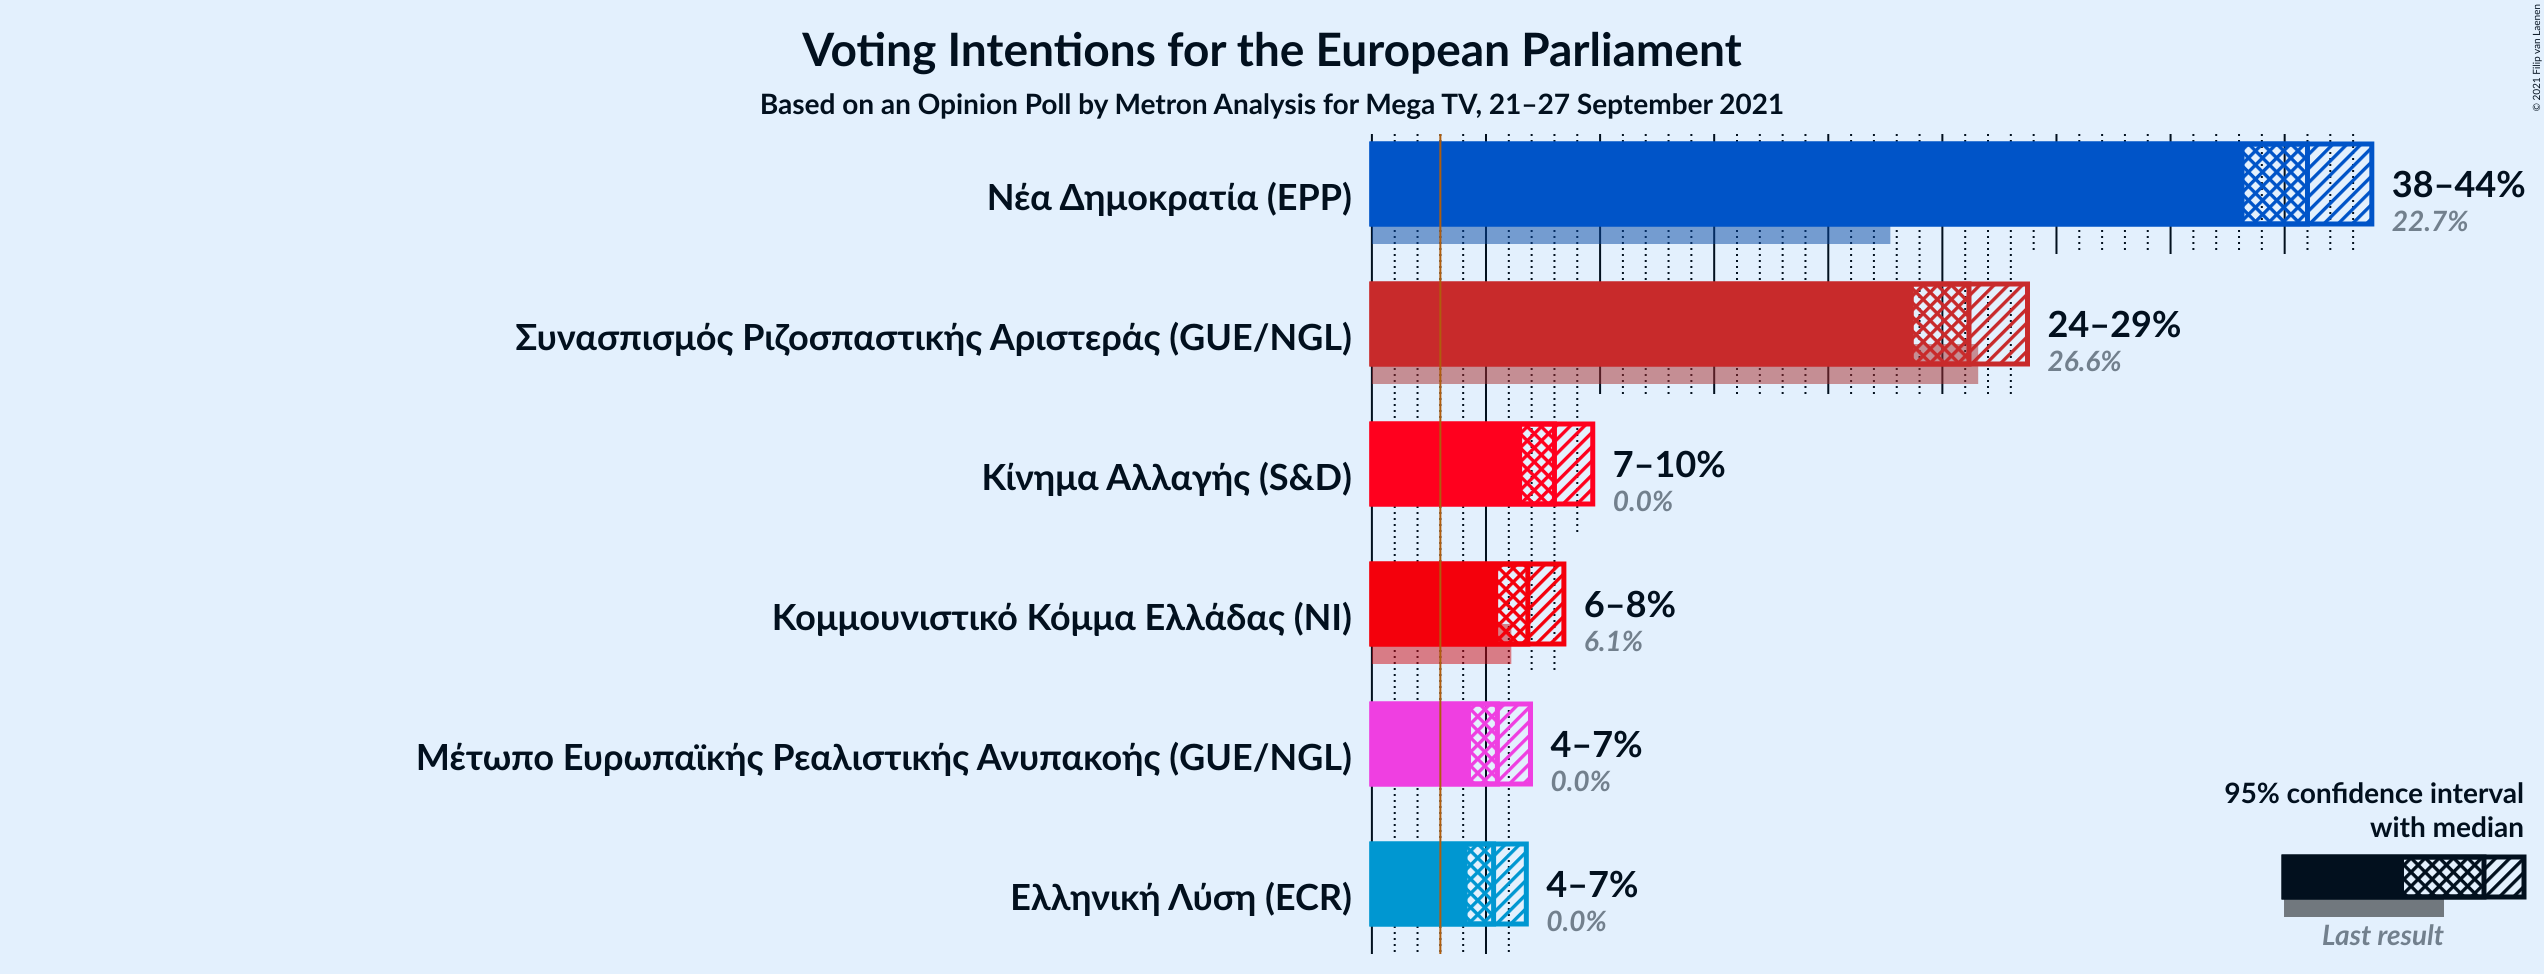 Voting Intentions for the European Parliament
Based on an Opinion Poll by Metron Analysis for Mega TV, 21–27 September 2021
© 2021 Filip van Laenen
Νέα Δημοκρατία (EPP)
38–44%
22.7%
Συνασπισμός Ριζοσπαστικής Αριστεράς (GUE/NGL)
24–29%
26.6%
Κίνημα Αλλαγής (S&D)
7–10%
0.0%
Κομμουνιστικό Κόμμα Ελλάδας (NI)
6–8%
6.1%
Μέτωπο Ευρωπαϊκής Ρεαλιστικής Ανυπακοής (GUE/NGL)
4–7%
0.0%
Ελληνική Λύση (ECR)
4–7%
0.0%
95% confidence interval
with median
Last result